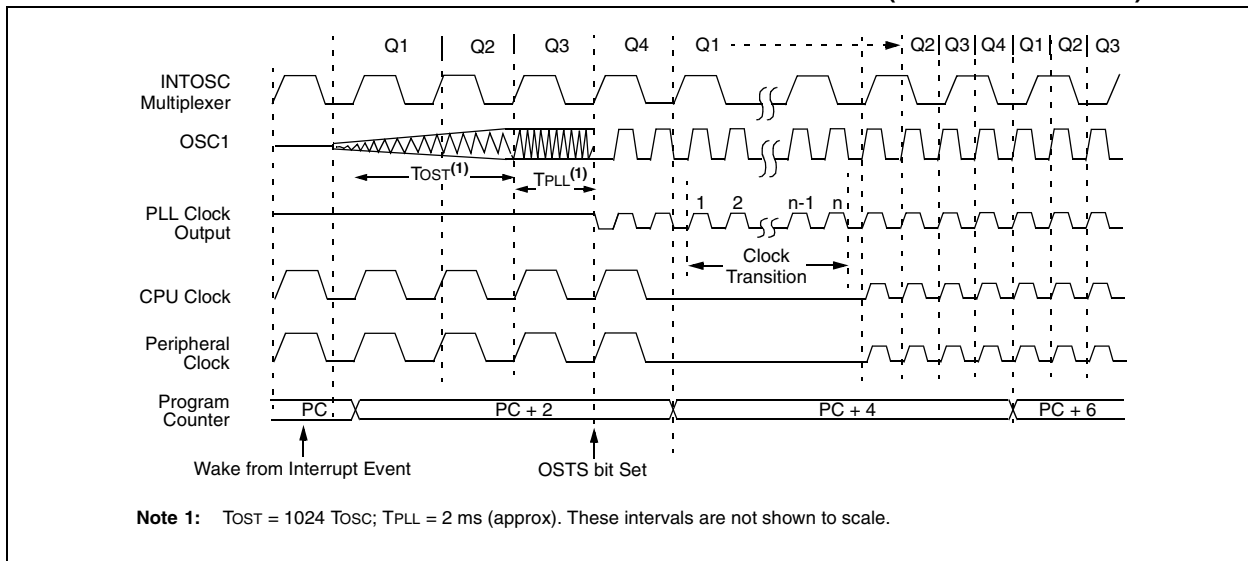 Q1 Q2 Q3 Q4 Q1 Q2 Q3 Q4 Q1 Q2 Q3
INTOSC
Multiplexer
OSC1
TOST(1) TPLL(1)
PLL Clock
Output
1 2 n-1 n
Clock
Transition
CPU Clock
Peripheral
Clock
Program
Counter
PC PC + 2 PC + 4 PC + 6
Wake from Interrupt Event OSTS bit Set
Note 1: TOST = 1024 TOSC; TPLL = 2 ms (approx). These intervals are not shown to scale.